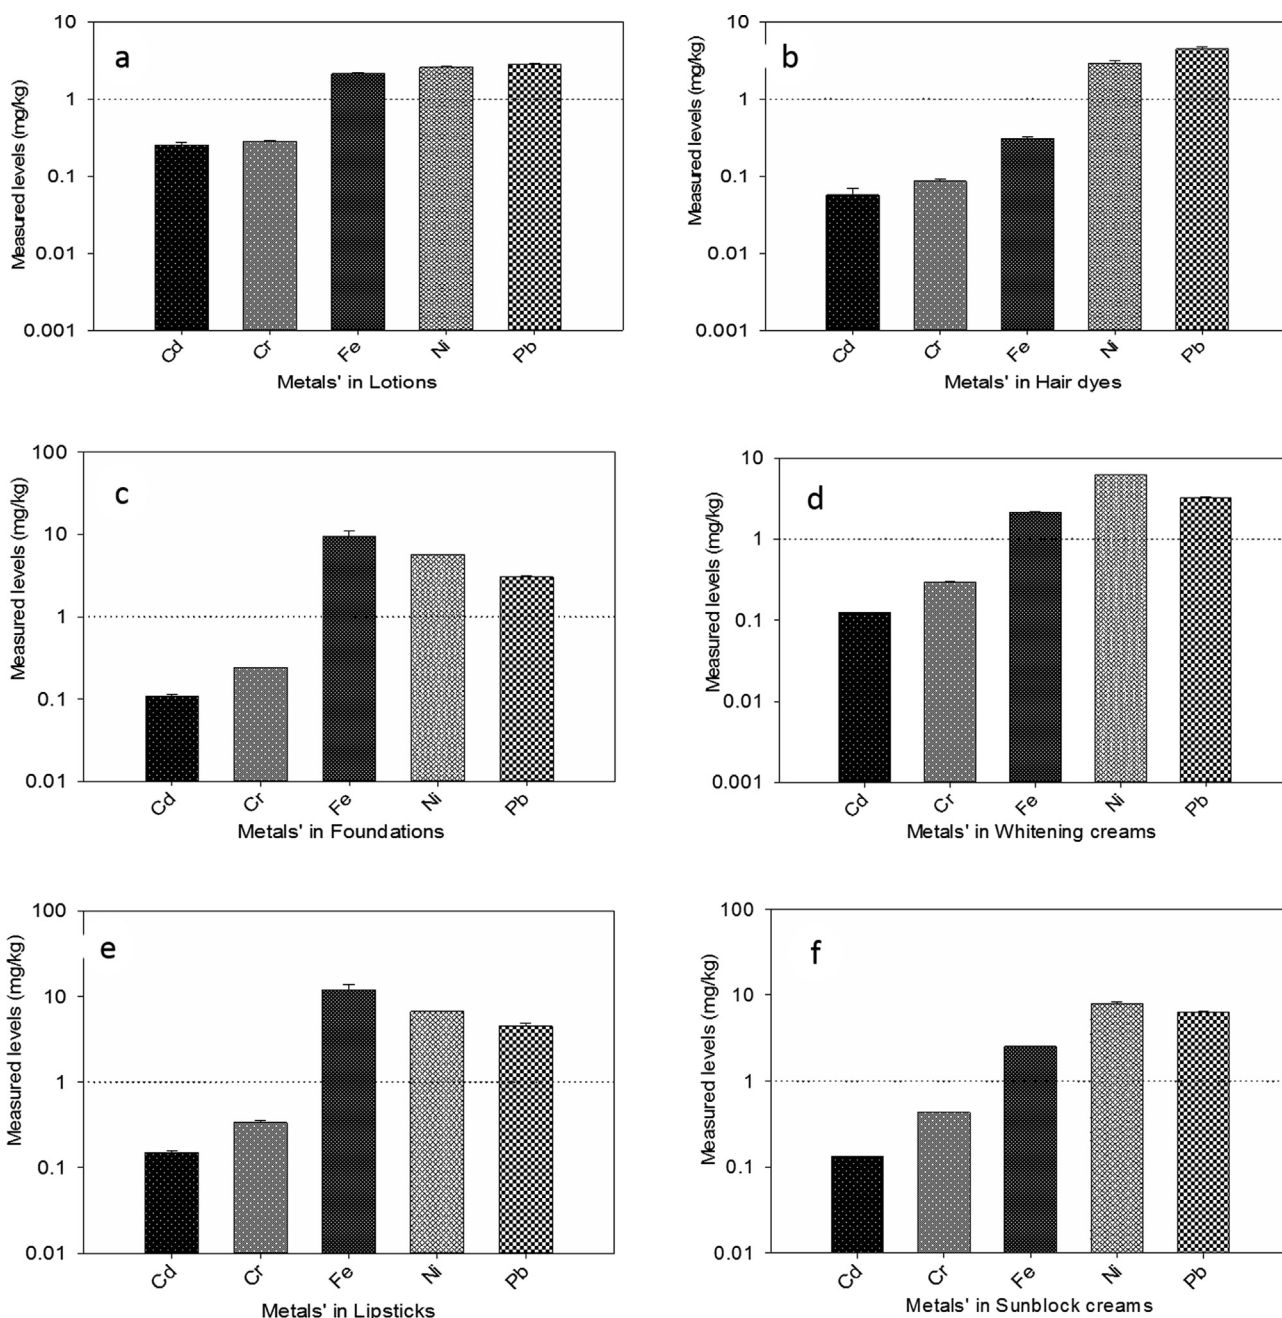 a
Measured levels (mg/kg)
10
1
0.1
0.01
0.001
Cd
Cr
Fe
Ni
Pb
Metals' in Lotions
b
Measured levels (mg/kg)
10
1
0.1
0.01
0.001
Cd
Cr
Fe
Ni
Pb
Metals' in Hair dyes
c
Measured levels (mg/kg)
100
10
1
0.1
0.01
Cd
Cr
Fe
Ni
Pb
Metals' in Foundations
d
Measured levels (mg/kg)
10
1
0.1
0.01
0.001
Cd
Cr
Fe
Ni
Pb
Metals' in Whitening creams
e
Measured levels (mg/kg)
100
10
1
0.1
0.01
Cd
Cr
Fe
Ni
Pb
Metals' in Lipsticks
f
Measured levels (mg/kg)
100
10
1
0.1
0.01
Cd
Cr
Fe
Ni
Pb
Metals' in Sunblock creams